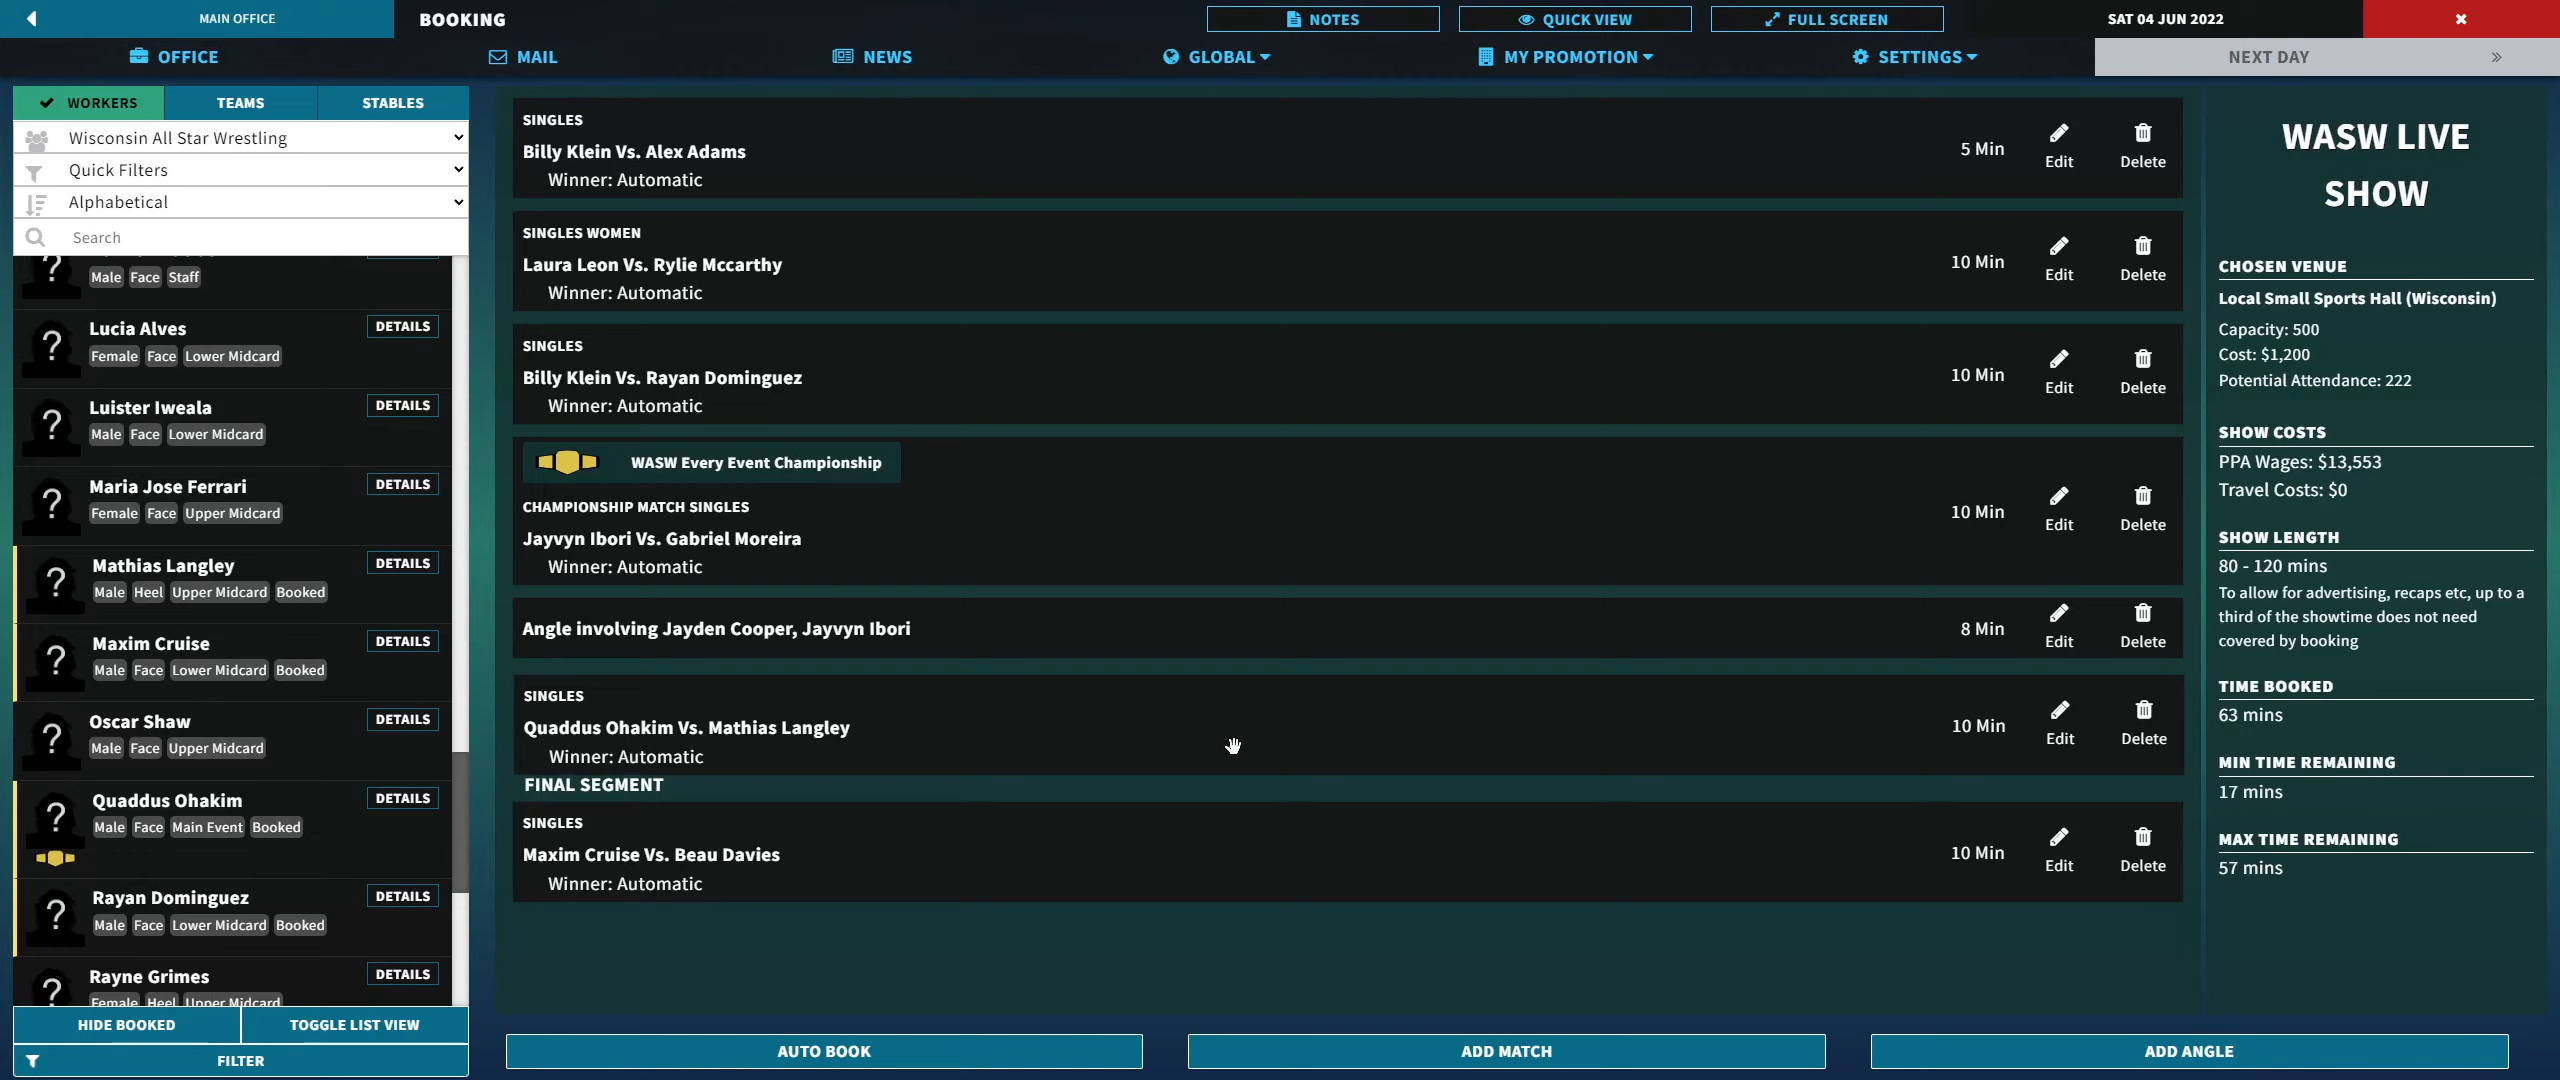 MAIN OFFICE
BOOKING
NOTES
QUICK VIEW
FULL SCREEN
SAT 04 JUN 2022
OFFICE
MAIL
NEWS
GLOBAL
MY PROMOTION
SETTINGS
NEXT DAY
WORKERS
TEAMS
STABLES
Wisconsin All Star Wrestling
Quick Filters
Alphabetical
Search
Male Face Staff
Lucia Alves
DETAILS
Female Face Lower Midcard
Luister Iweala
DETAILS
Male Face Lower Midcard
Maria Jose Ferrari
DETAILS
Female Face Upper Midcard
Mathias Langley
DETAILS
Male Heel Upper Midcard Booked
Maxim Cruise
DETAILS
Male Face Lower Midcard Booked
Oscar Shaw
DETAILS
Male Face Upper Midcard
Quaddus Ohakim
DETAILS
Male Face Main Event Booked
Rayan Dominguez
DETAILS
Male Face Lower Midcard Booked
Rayne Grimes
DETAILS
Female Heel Upper Midcard
HIDE BOOKED
TOGGLE LIST VIEW
FILTER
SINGLES
Billy Klein Vs. Alex Adams
Winner: Automatic
5 Min
Edit
Delete
SINGLES WOMEN
Laura Leon Vs. Rylie Mccarthy
Winner: Automatic
10 Min
Edit
Delete
SINGLES
Billy Klein Vs. Rayan Dominguez
Winner: Automatic
10 Min
Edit
Delete
WASW Every Event Championship
CHAMPIONSHIP MATCH SINGLES
Jayvyn Ibori Vs. Gabriel Moreira
Winner: Automatic
10 Min
Edit
Delete
Angle involving Jayden Cooper, Jayvyn Ibori
8 Min
Edit
Delete
SINGLES
Quaddus Ohakim Vs. Mathias Langley
Winner: Automatic
10 Min
Edit
Delete
FINAL SEGMENT
SINGLES
Maxim Cruise Vs. Beau Davies
Winner: Automatic
10 Min
Edit
Delete
AUTO BOOK
ADD MATCH
ADD ANGLE
WASW LIVE
SHOW
CHOSEN VENUE
Local Small Sports Hall (Wisconsin)
Capacity: 500
Cost: $1,200
Potential Attendance: 222
SHOW COSTS
PPA Wages: $13,553
Travel Costs: $0
SHOW LENGTH
80 - 120 mins
To allow for advertising, recaps etc, up to a
third of the showtime does not need
covered by booking
TIME BOOKED
63 mins
MIN TIME REMAINING
17 mins
MAX TIME REMAINING
57 mins